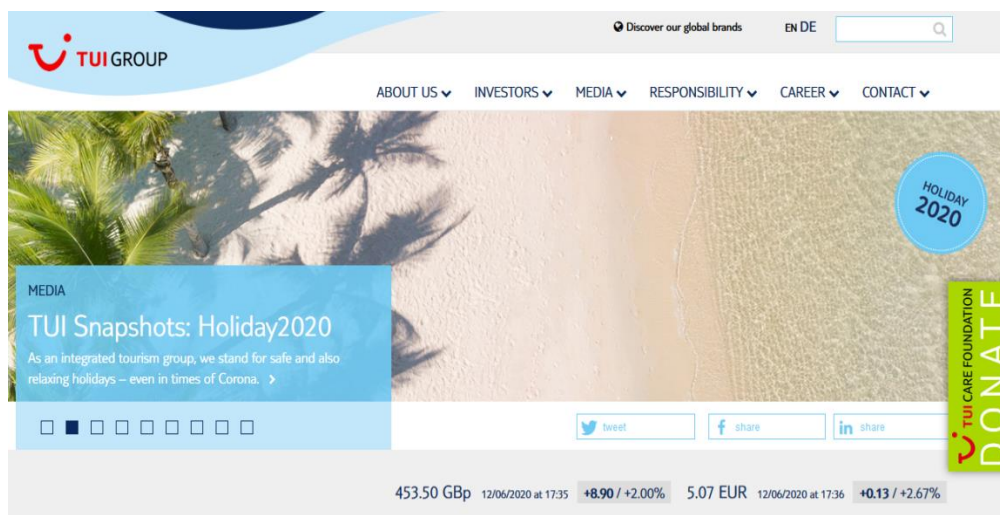 Discover our global brands
EN DE
TUI GROUP
ABOUT US INVESTORS MEDIA RESPONSIBILITY CAREER CONTACT
HOLIDAY
2020
MEDIA
TUI Snapshots: Holiday2020
As an integrated tourism group, we stand for safe and also
relaxing holidays – even in times of Corona.
TUI CARE FOUNDATION
DONATE
tweet
share
share
453.50 GBp 12/06/2020 at 17:35 +8.90 / +2.00% 5.07 EUR 12/06/2020 at 17:36 +0.13 / +2.67%